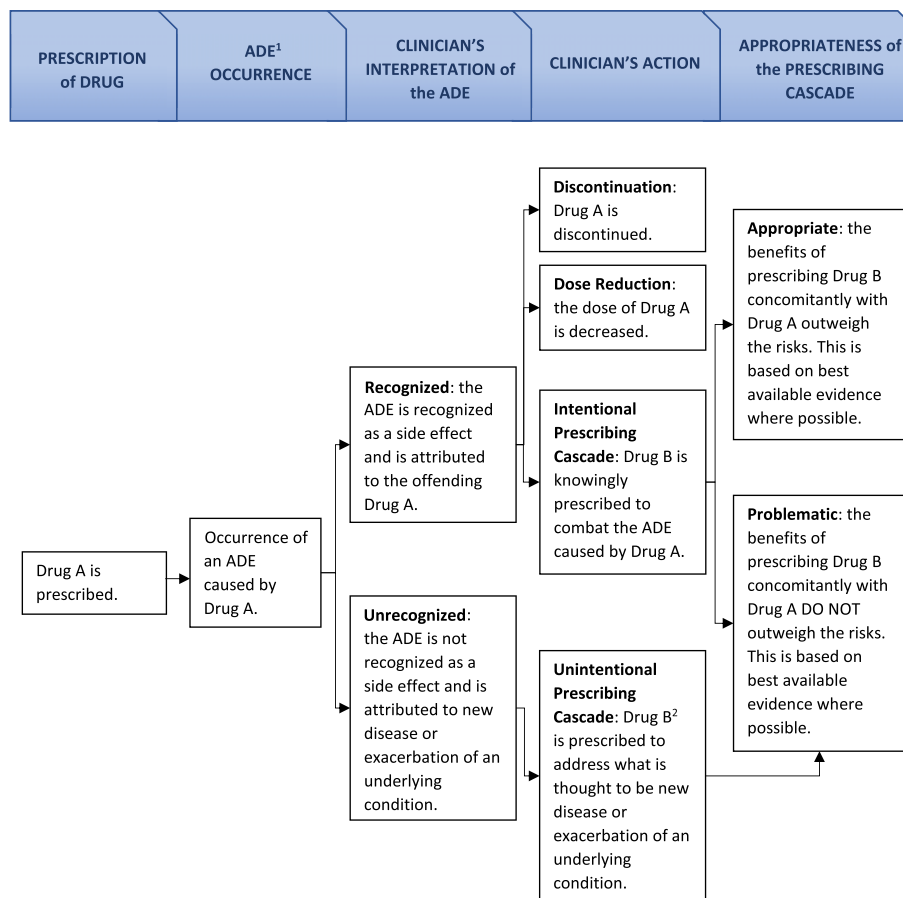 PRESCRIPTION
of DRUG
ADE¹
OCCURRENCE
CLINICIAN'S
INTERPRETATION of
the ADE
CLINICIAN'S ACTION
APPROPRIATENESS of
the PRESCRIBING
CASCADE
Drug A is
prescribed.
Occurrence of
an ADE
caused by
Drug A.
Recognized: the
ADE is recognized
as a side effect
and is attributed
to the offending
Drug A.
Unrecognized:
the ADE is not
recognized as a
side effect and is
attributed to new
disease or
exacerbation of an
underlying
condition.
Discontinuation:
Drug A is
discontinued.
Dose Reduction:
the dose of Drug A
is decreased.
Intentional
Prescribing
Cascade: Drug B is
knowingly
prescribed to
combat the ADE
caused by Drug A.
Unintentional
Prescribing
Cascade: Drug B²
is prescribed to
address what is
thought to be new
disease or
exacerbation of an
underlying
condition.
Appropriate: the
benefits of
prescribing Drug B
concomitantly with
Drug A outweigh
the risks. This is
based on best
available evidence
where possible.
Problematic: the
benefits of
prescribing Drug B
concomitantly with
Drug A DO NOT
outweigh the risks.
This is based on
best available
evidence where
possible.